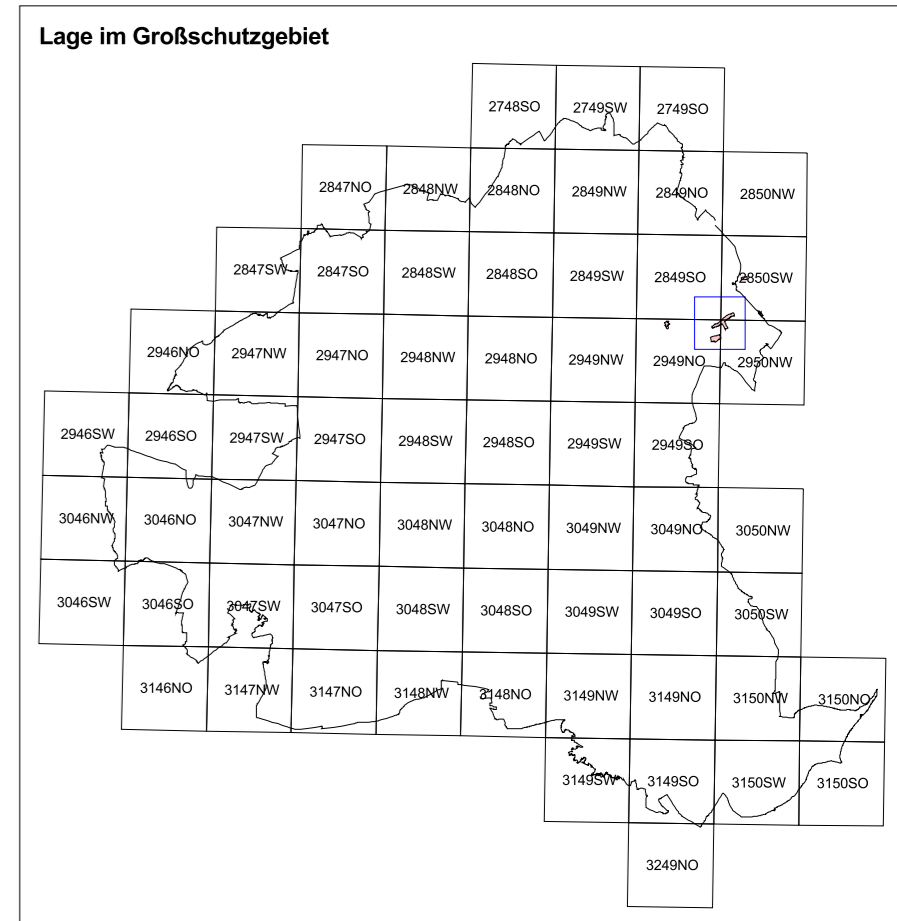 Lage im Großschutzgebiet
2748SO 2749SW 2749SO
2847NO 2848NW 2848NO 2849NW 2849NO 2850NW
2847SW 2847SO 2848SW 2848SO 2849SW 2849SO 2850SW
2946NO 2947NW 2947NO 2948NW 2948NO 2949NW 2949NO 2950NW
2946SW 2946SO 2947SW 2947SO 2948SW 2948SO 2949SW 2949SO
3046NW 3046NO 3047NW 3047NO 3048NW 3048NO 3049NW 3049NO 3050NW
3046SW 3046SO 3047SW 3047SO 3048SW 3048SO 3049SW 3049SO 3050SW
3146NO 3147NW 3147NO 3148NW 3148NO 3149NW 3149NO 3150NW 3150NO
3149SW 3149SO 3150SW 3150SO
3249NO